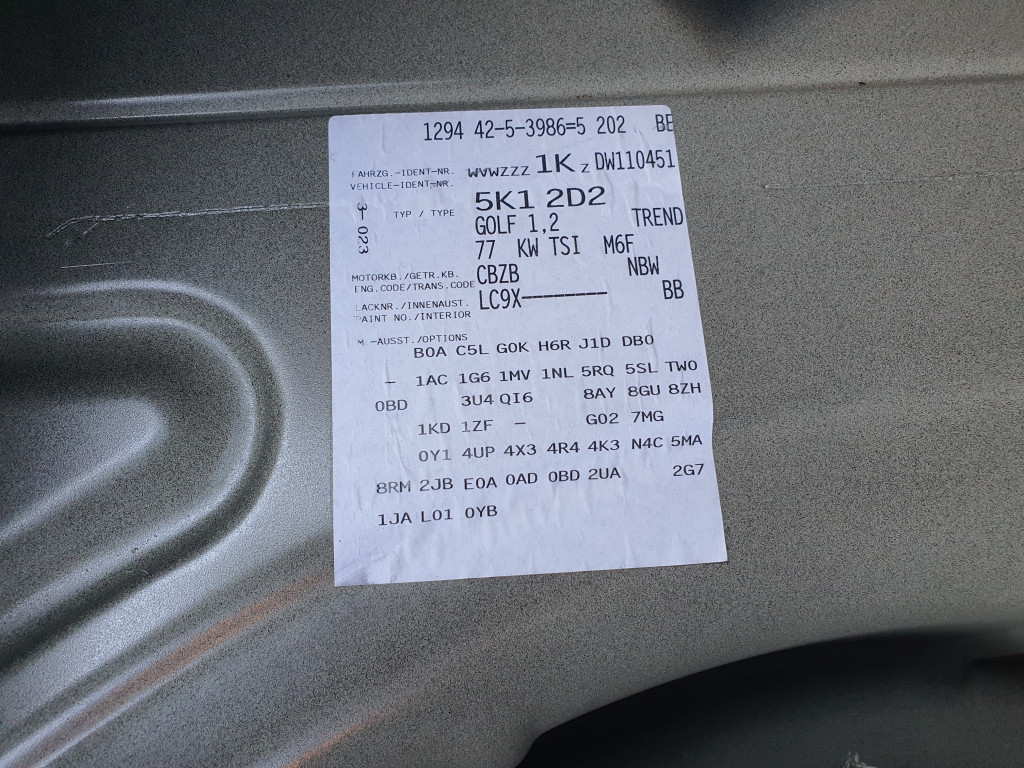 1294 42-5-3986=5 202 BE
FAHRZG.-IDENT-NR. WVWZZZ 1K Z DW110451
VEHICLE-IDENT-NR.
3- 023
TYP / TYPE 5K1 2D2
GOLF 1,2 TREND
77 KW TSI M6F
MOTORKB./GETR.KB. CBZB NBW
ENG.CODE/TRANS.CODE
LACKNR./INNENAUST. LC9X-------- BB
PAINT NO./INTERIOR
M -AUSST./OPTIONS
B0A C5L G0K H6R J1D DB0
- 1AC 1G6 1MV 1NL 5RQ 5SL TW0
0BD 3U4 QI6 8AY 8GU 8ZH
1KD 1ZF - G02 7MG
0Y1 4UP 4X3 4R4 4K3 N4C 5MA
8RM 2JB E0A 0AD 0BD 2UA 2G7
1JA L01 0YB